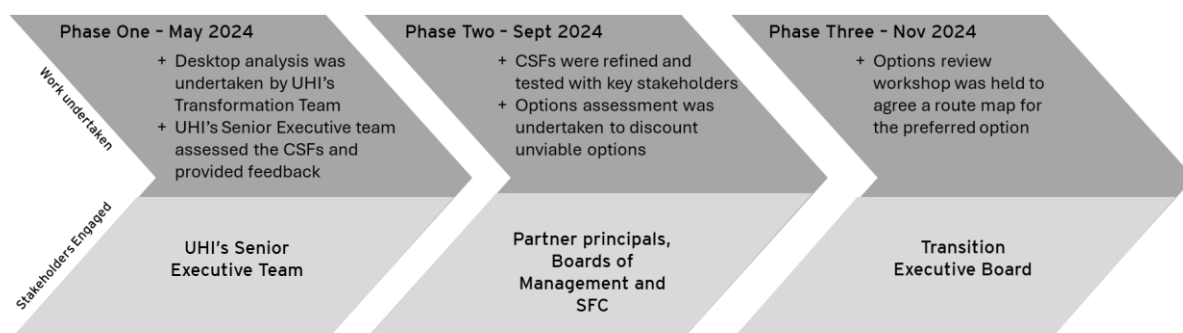 Phase One – May 2024
Work undertaken
+ Desktop analysis was
undertaken by UHI's
Transformation Team
+ UHI's Senior Executive team
assessed the CSFs and
provided feedback
Phase Two – Sept 2024
+ CSFs were refined and
tested with key stakeholders
+ Options assessment was
undertaken to discount
unviable options
Phase Three – Nov 2024
+ Options review
workshop was held to
agree a route map for
the preferred option
Stakeholders Engaged
UHI's Senior
Executive Team
Partner principals,
Boards of
Management and
SFC
Transition
Executive Board